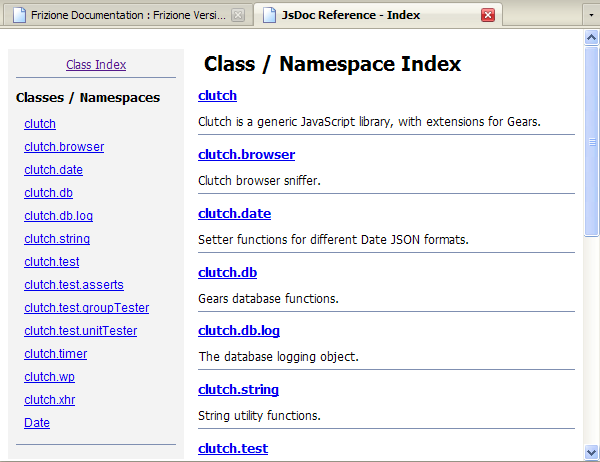 Frizione Documentation : Frizione Versi...
JsDoc Reference - Index
Class Index
Classes / Namespaces
clutch
clutch.browser
clutch.date
clutch.db
clutch.db.log
clutch.string
clutch.test
clutch.test.asserts
clutch.test.groupTester
clutch.test.unitTester
clutch.timer
clutch.wp
clutch.xhr
Date
Class / Namespace Index
clutch
Clutch is a generic JavaScript library, with extensions for Gears.
clutch.browser
Clutch browser sniffer.
clutch.date
Setter functions for different Date JSON formats.
clutch.db
Gears database functions.
clutch.db.log
The database logging object.
clutch.string
String utility functions.
clutch.test